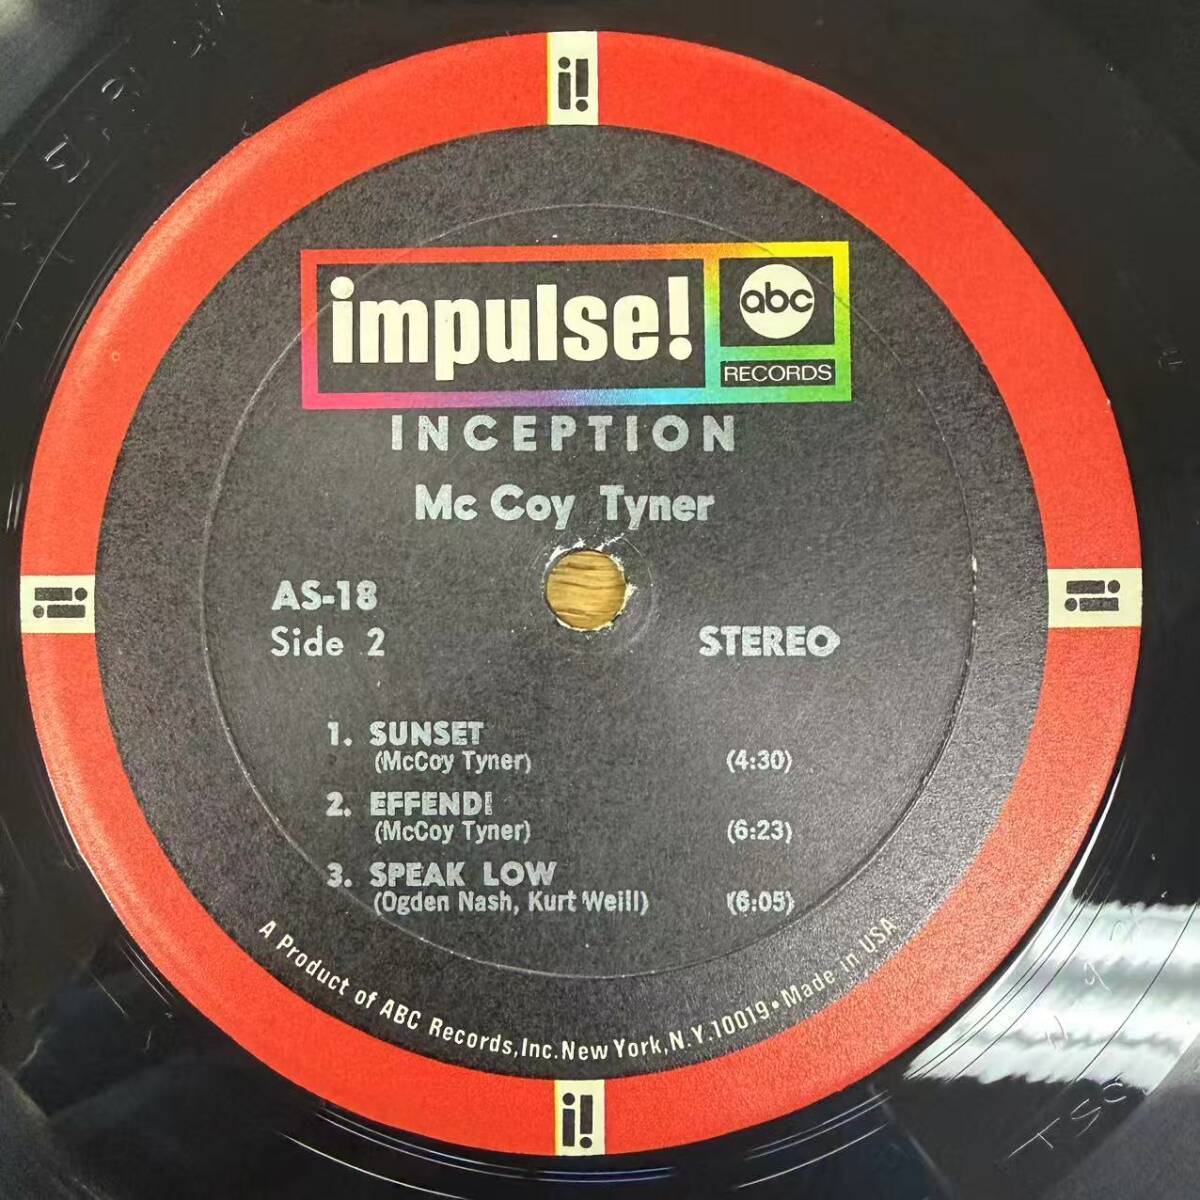 i!
impulse!
abc
RECORDS
INCEPTION
Mc Coy Tyner
AS-18
Side 2
STEREO
i!
i!
1. SUNSET
(McCoy Tyner) (4:30)
2. EFFENDI
(McCoy Tyner) (6:23)
3. SPEAK LOW
(Ogden Nash, Kurt Weill) (6:05)
A Product of ABC Records,Inc.New York,N.Y.10019•Made in USA
i!